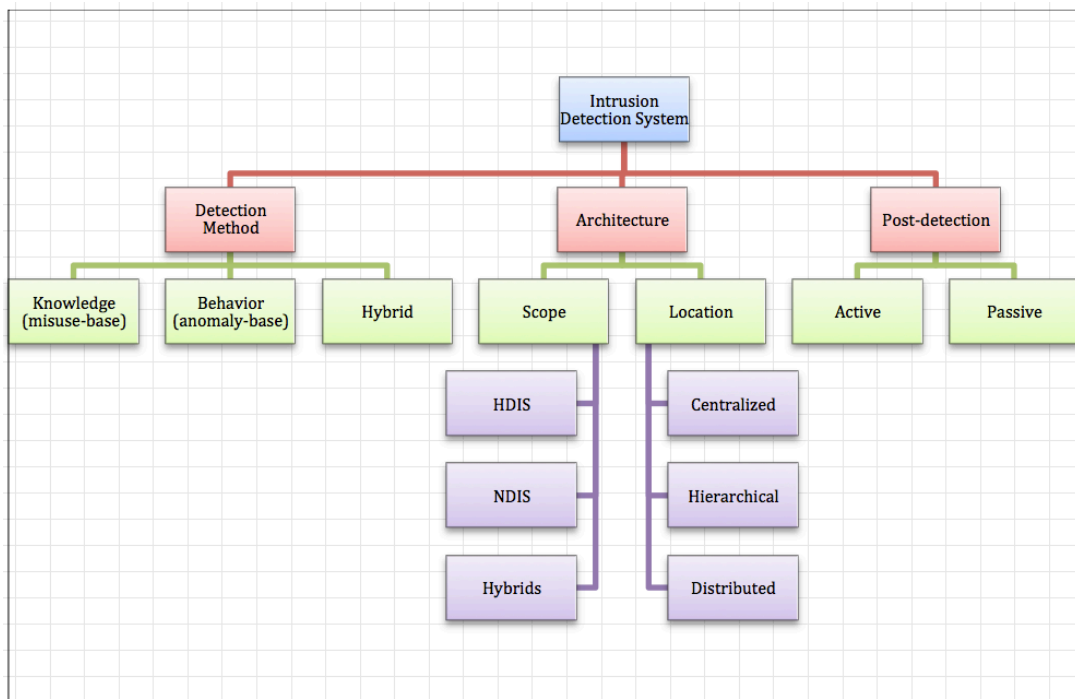 Intrusion
Detection System
Detection
Method
Architecture
Post-detection
Knowledge
(misuse-base)
Behavior
(anomaly-base)
Hybrid
Scope
Location
Active
Passive
HDIS
Centralized
NDIS
Hierarchical
Hybrids
Distributed